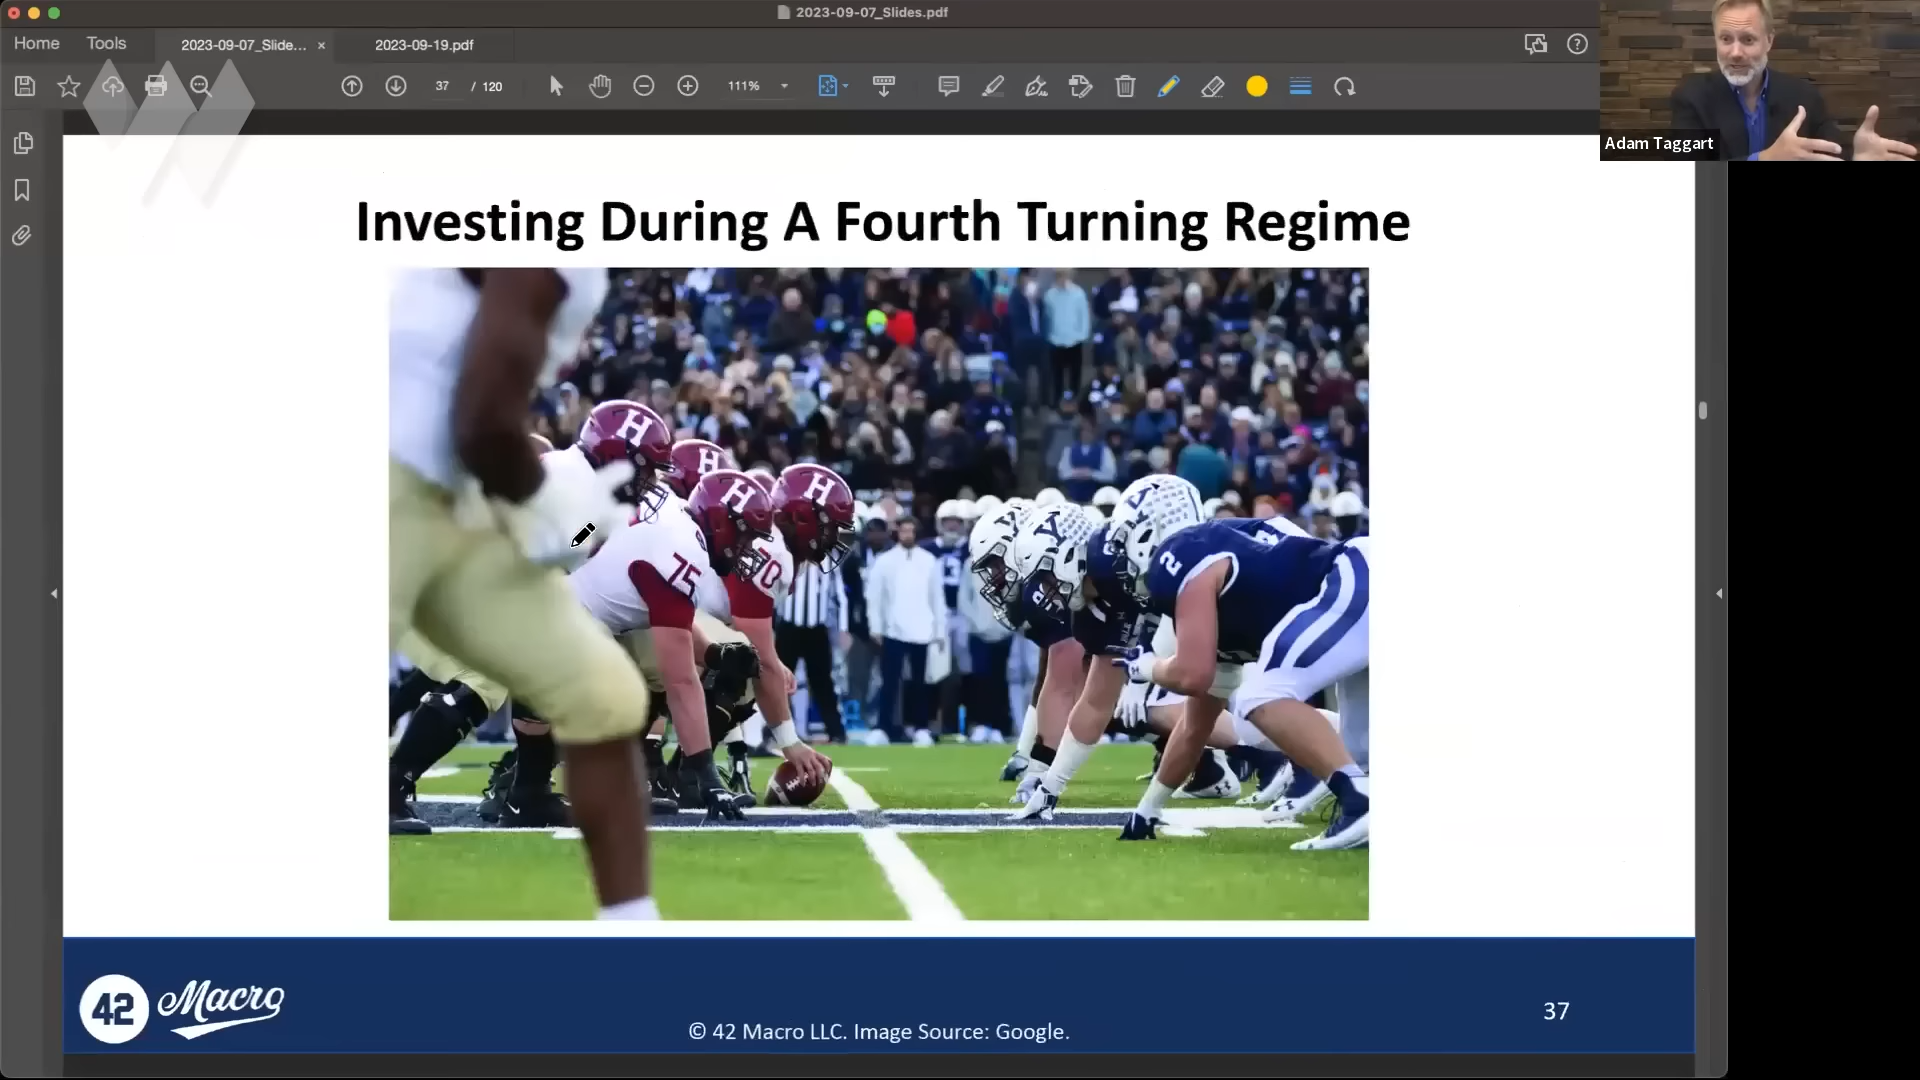 2023-09-07_Slides.pdf
Home
Tools
2023-09-07_Slide...
2023-09-19.pdf
37 / 120
111%
Adam Taggart
Investing During A Fourth Turning Regime
H
H
H
H
75
70
Y
Y
Y
2
42 Macro
© 42 Macro LLC. Image Source: Google.
37